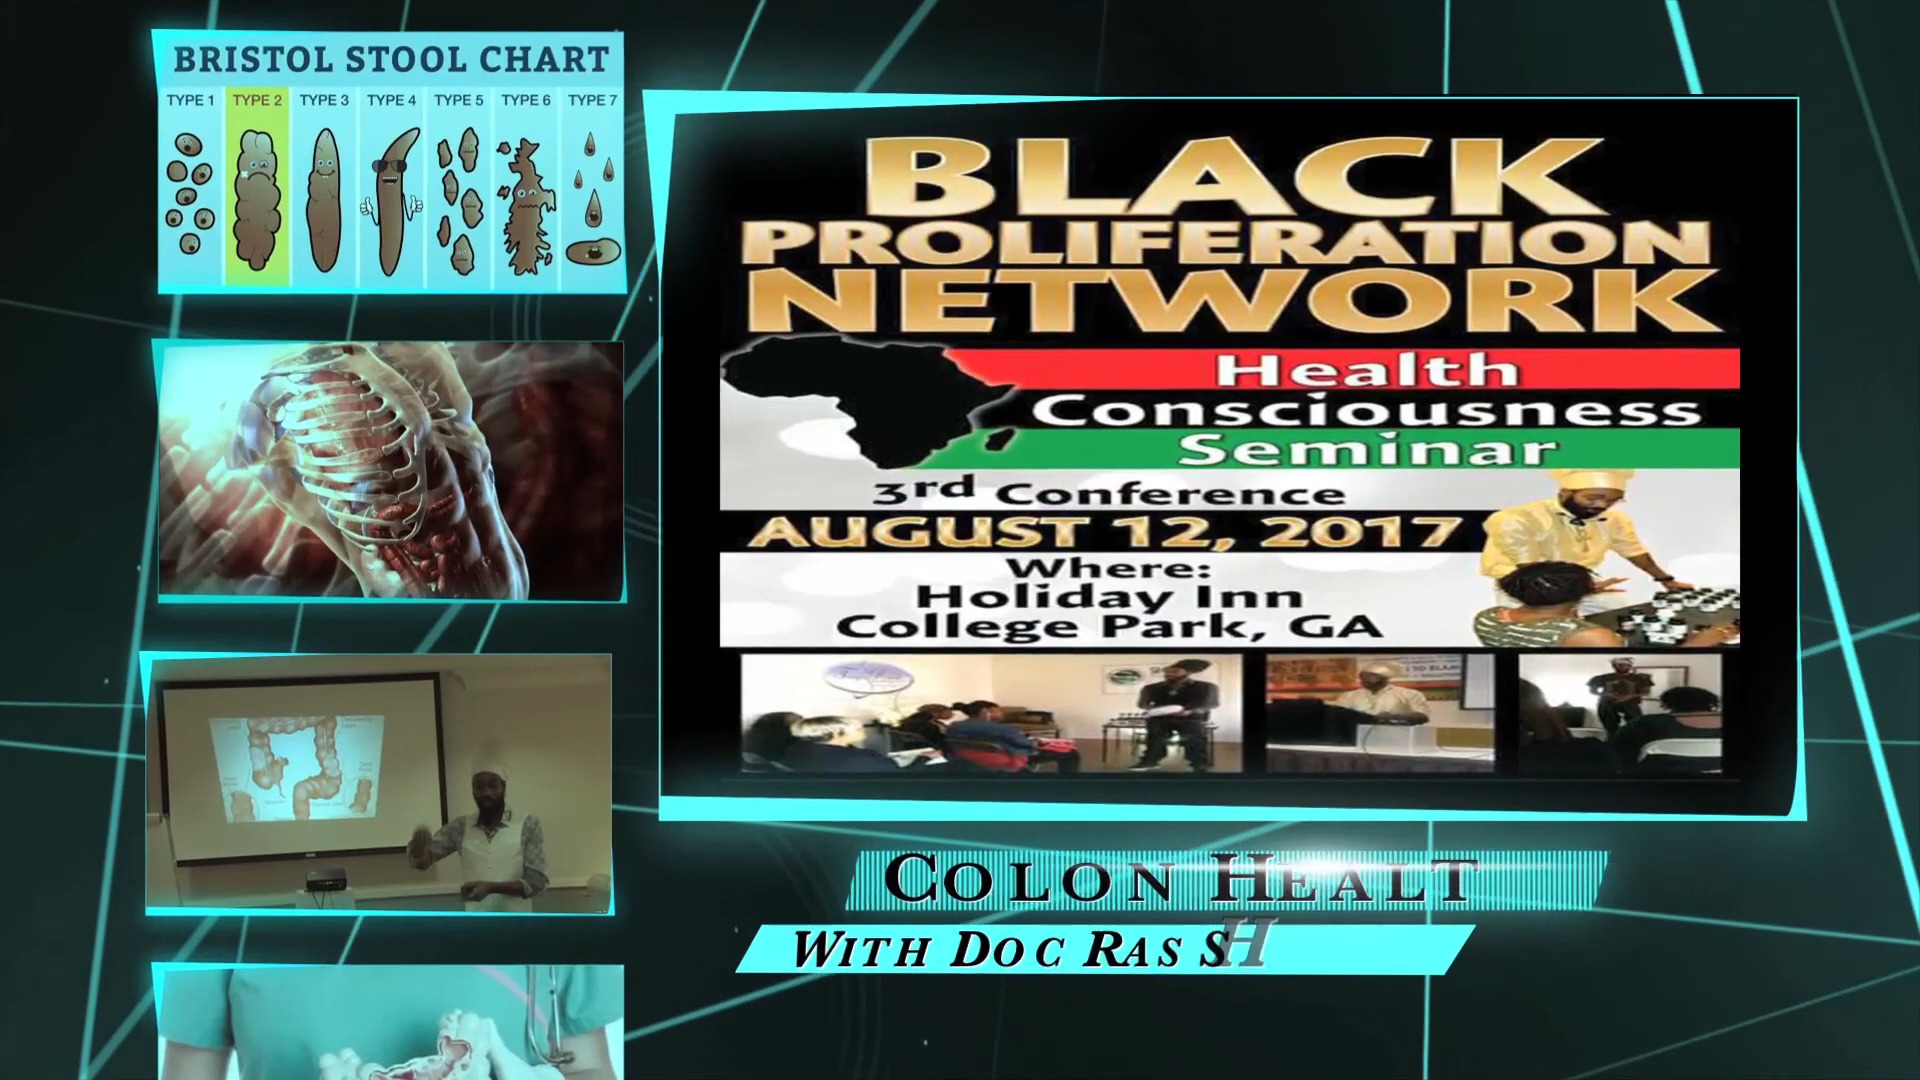 BRISTOL STOOL CHART
TYPE 1 TYPE 2 TYPE 3 TYPE 4 TYPE 5 TYPE 6 TYPE 7
BLACK
PROLIFERATION
NETWORK
Health
Consciousness
Seminar
3rd Conference
AUGUST 12, 2017
Where:
Holiday Inn
College Park, GA
COLON HEALT
WITH DOC RAS SH